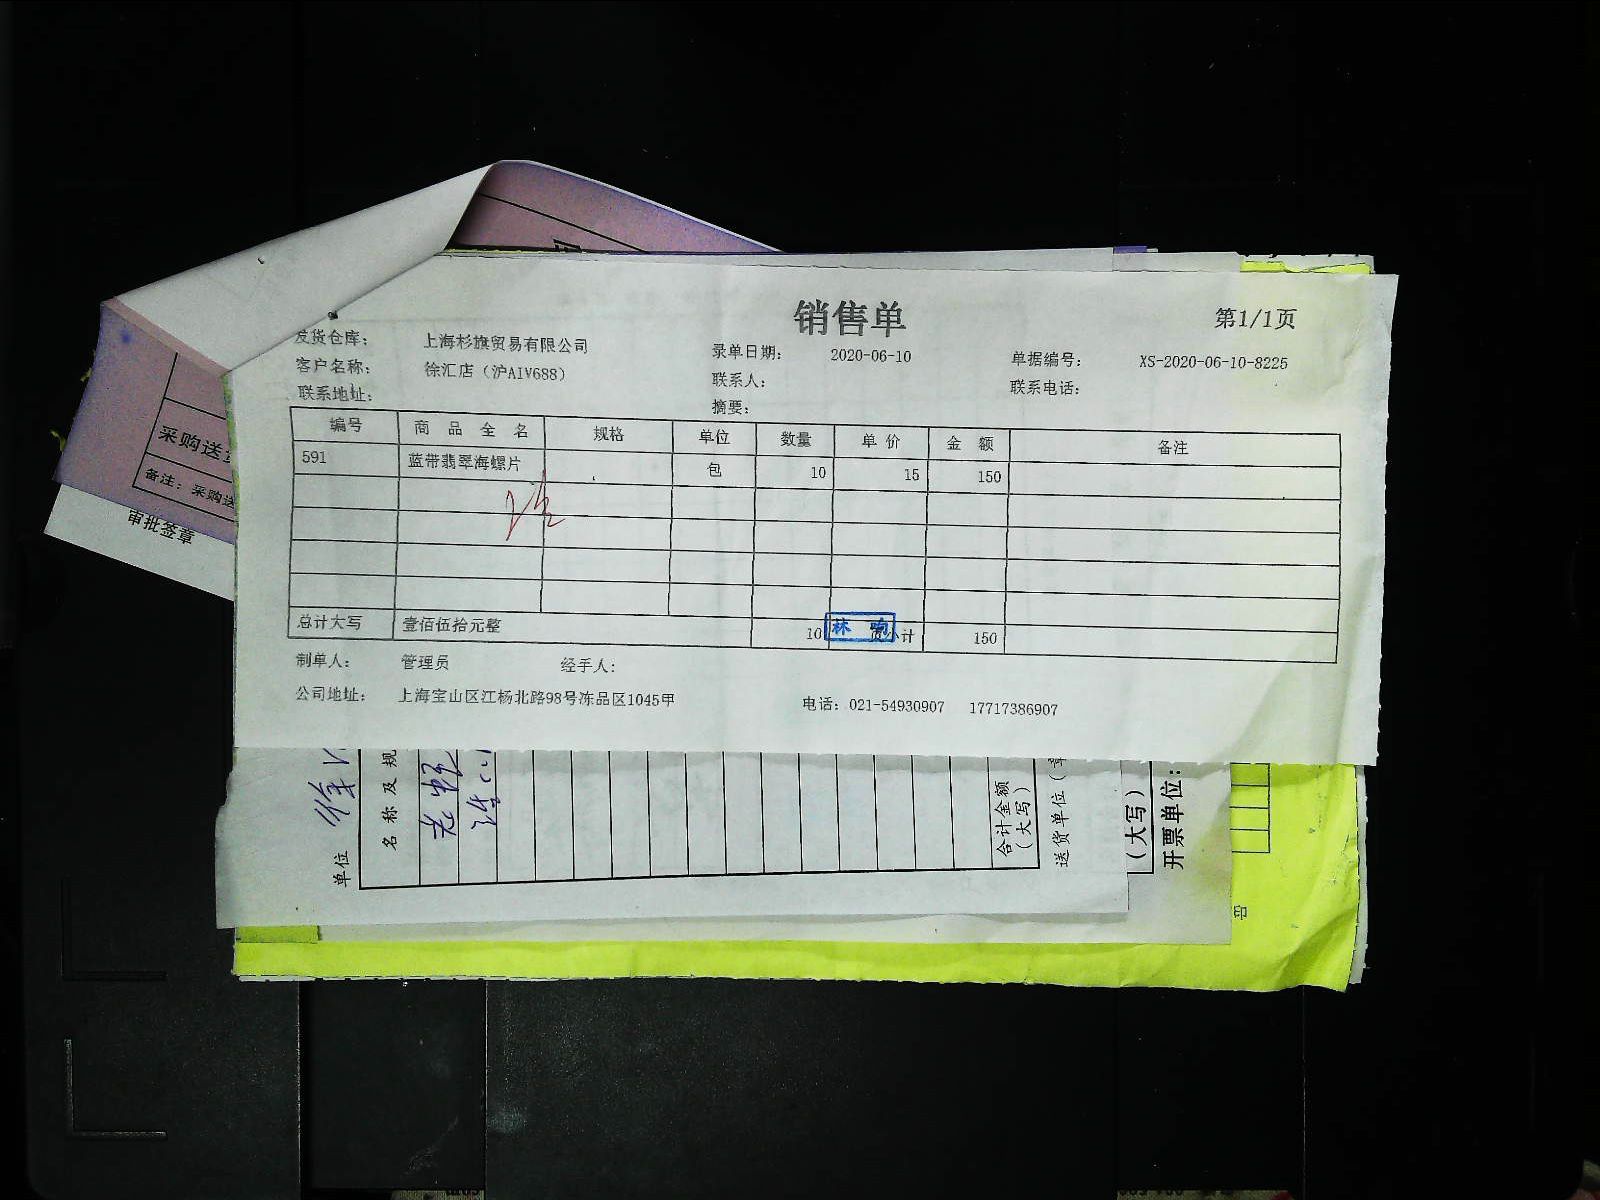 销售单
第1/1页
发货仓库： 上海杉旗贸易有限公司 录单日期： 2020-06-10 单据编号： XS-2020-06-10-8225
客户名称： 徐汇店（沪A1V688） 联系人： 联系电话：
联系地址： 摘要：
编号 商品全名 规格 单位 数量 单价 金额 备注
591 蓝带翡翠海螺片 包 10 15 150
总计大写 壹佰伍拾元整 10 页小计 150
林 响
制单人： 管理员 经手人：
公司地址： 上海宝山区江杨北路98号冻品区1045甲 电话：021-54930907 17717386907
采购送
备注：采购送
审批签章
单位
名称及规
合计金额
（大写）
送货单位（章
（大写）
开票单位：